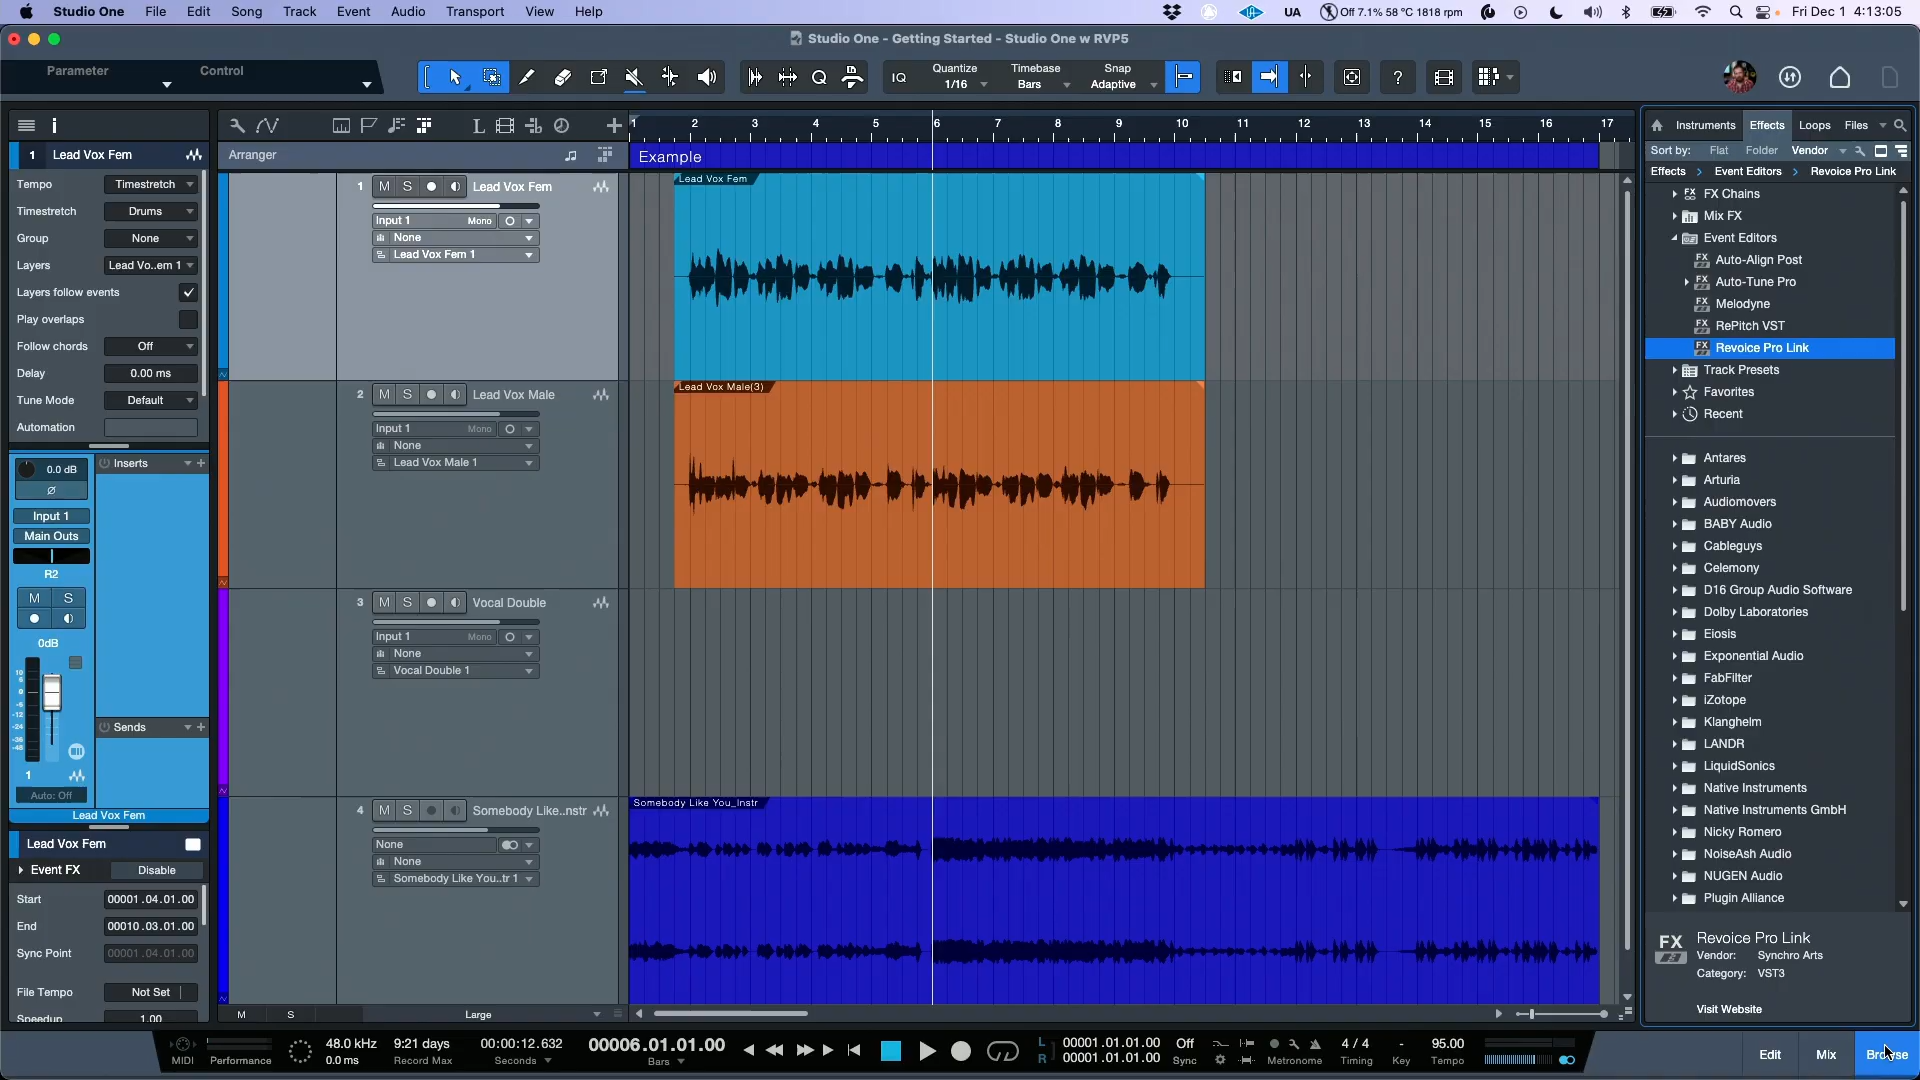 Studio One File Edit Song Track Event Audio Transport View Help
UA Off 7.1% 58 °C 1818 rpm Fri Dec 1 4:13:05
Studio One - Getting Started - Studio One w RVP5
Parameter Control
IQ Quantize 1/16 Timebase Bars Snap Adaptive ?
1 Lead Vox Fem
Tempo Timestretch
Timestretch Drums
Group None
Layers Lead Vo..em 1
Layers follow events
Play overlaps
Follow chords Off
Delay 0.00 ms
Tune Mode Default
Automation
0.0 dB Inserts
Input 1
Main Outs
R2
M S
0dB
Sends
1
Auto: Off
Lead Vox Fem
Lead Vox Fem
Event FX Disable
Start 00001.04.01.00
End 00010.03.01.00
Sync Point 00001.04.01.00
File Tempo Not Set
Speedup 1.00
Arranger
1 2 3 4 5 6 7 8 9 10 11 12 13 14 15 16 17
Example
1 M S Lead Vox Fem
Input 1 Mono
None
Lead Vox Fem 1
Lead Vox Fem
2 M S Lead Vox Male
Input 1 Mono
None
Lead Vox Male 1
Lead Vox Male(3)
3 M S Vocal Double
Input 1 Mono
None
Vocal Double 1
4 M S Somebody Like..nstr
None
None
Somebody Like You..tr 1
Somebody Like You_Instr
M S Large
Instruments Effects Loops Files
Sort by: Flat Folder Vendor
Effects Event Editors Revoice Pro Link
FX Chains
Mix FX
Event Editors
Auto-Align Post
Auto-Tune Pro
Melodyne
RePitch VST
Revoice Pro Link
Track Presets
Favorites
Recent
Antares
Arturia
Audiomovers
BABY Audio
Cableguys
Celemony
D16 Group Audio Software
Dolby Laboratories
Eiosis
Exponential Audio
FabFilter
iZotope
Klanghelm
LANDR
LiquidSonics
Native Instruments
Native Instruments GmbH
Nicky Romero
NoiseAsh Audio
NUGEN Audio
Plugin Alliance
FX Revoice Pro Link
Vendor: Synchro Arts
Category: VST3
Visit Website
MIDI Performance
48.0 kHz
0.0 ms
9:21 days
Record Max
00:00:12.632
Seconds
00006.01.01.00
Bars
L 00001.01.01.00
R 00001.01.01.00
Off
Sync
Metronome
4 / 4
Timing
-
Key
95.00
Tempo
Edit Mix Browse